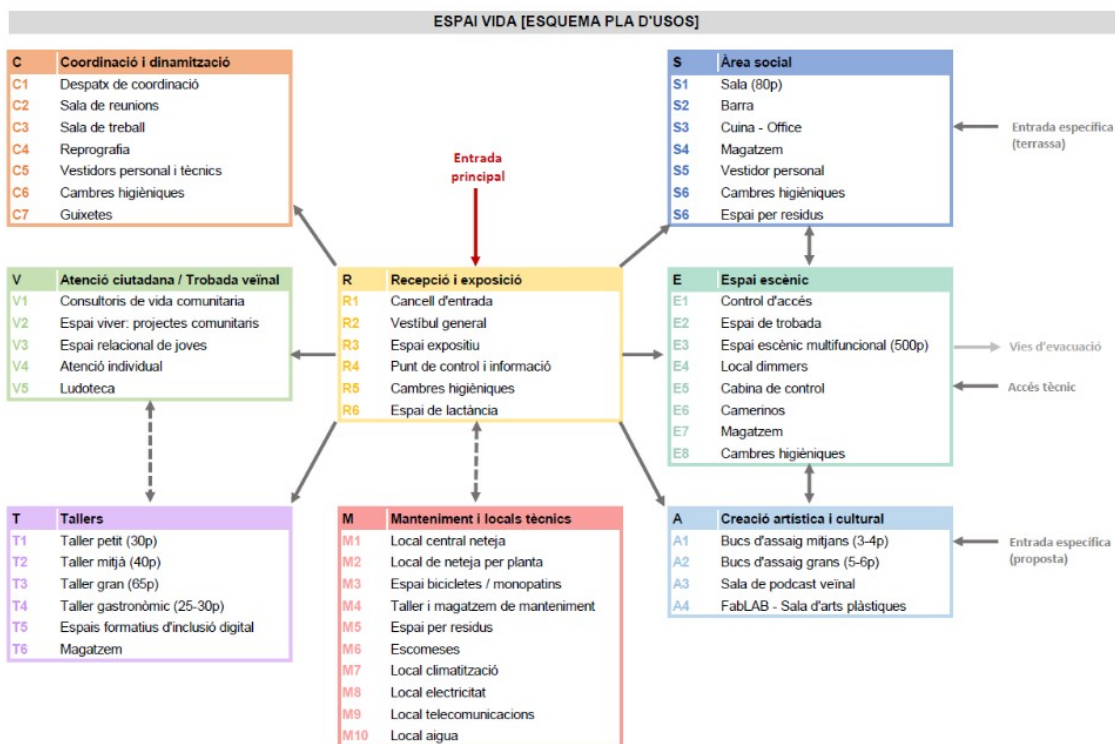 ESPAI VIDA [ESQUEMA PLA D'USOS]
C Coordinació i dinamització
C1 Despatx de coordinació
C2 Sala de reunions
C3 Sala de treball
C4 Reprografia
C5 Vestidors personal i tècnics
C6 Cambres higièniques
C7 Guixetes
Entrada
principal
S Àrea social
S1 Sala (80p)
S2 Barra
S3 Cuina - Office
S4 Magatzem
S5 Vestidor personal
S6 Cambres higièniques
S6 Espai per residus
Entrada específica
(terrassa)
V Atenció ciutadana / Trobada veïnal
V1 Consultoris de vida comunitaria
V2 Espai viver: projectes comunitaris
V3 Espai relacional de joves
V4 Atenció individual
V5 Ludoteca
R Recepció i exposició
R1 Cancell d'entrada
R2 Vestíbul general
R3 Espai expositiu
R4 Punt de control i informació
R5 Cambres higièniques
R6 Espai de lactància
E Espai escènic
E1 Control d'accés
E2 Espai de trobada
E3 Espai escènic multifuncional (500p)
E4 Local dimmers
E5 Cabina de control
E6 Camerinos
E7 Magatzem
E8 Cambres higièniques
Vies d'evacuació
Accés tècnic
T Tallers
T1 Taller petit (30p)
T2 Taller mitjà (40p)
T3 Taller gran (65p)
T4 Taller gastronòmic (25-30p)
T5 Espais formatius d'inclusió digital
T6 Magatzem
M Manteniment i locals tècnics
M1 Local central neteja
M2 Local de neteja per planta
M3 Espai bicicletes / monopatins
M4 Taller i magatzem de manteniment
M5 Espai per residus
M6 Escomeses
M7 Local climatització
M8 Local electricitat
M9 Local telecomunicacions
M10 Local aigua
A Creació artística i cultural
A1 Bucs d'assaig mitjans (3-4p)
A2 Bucs d'assaig grans (5-6p)
A3 Sala de podcast veïnal
A4 FabLAB - Sala d'arts plàstiques
Entrada específica
(proposta)